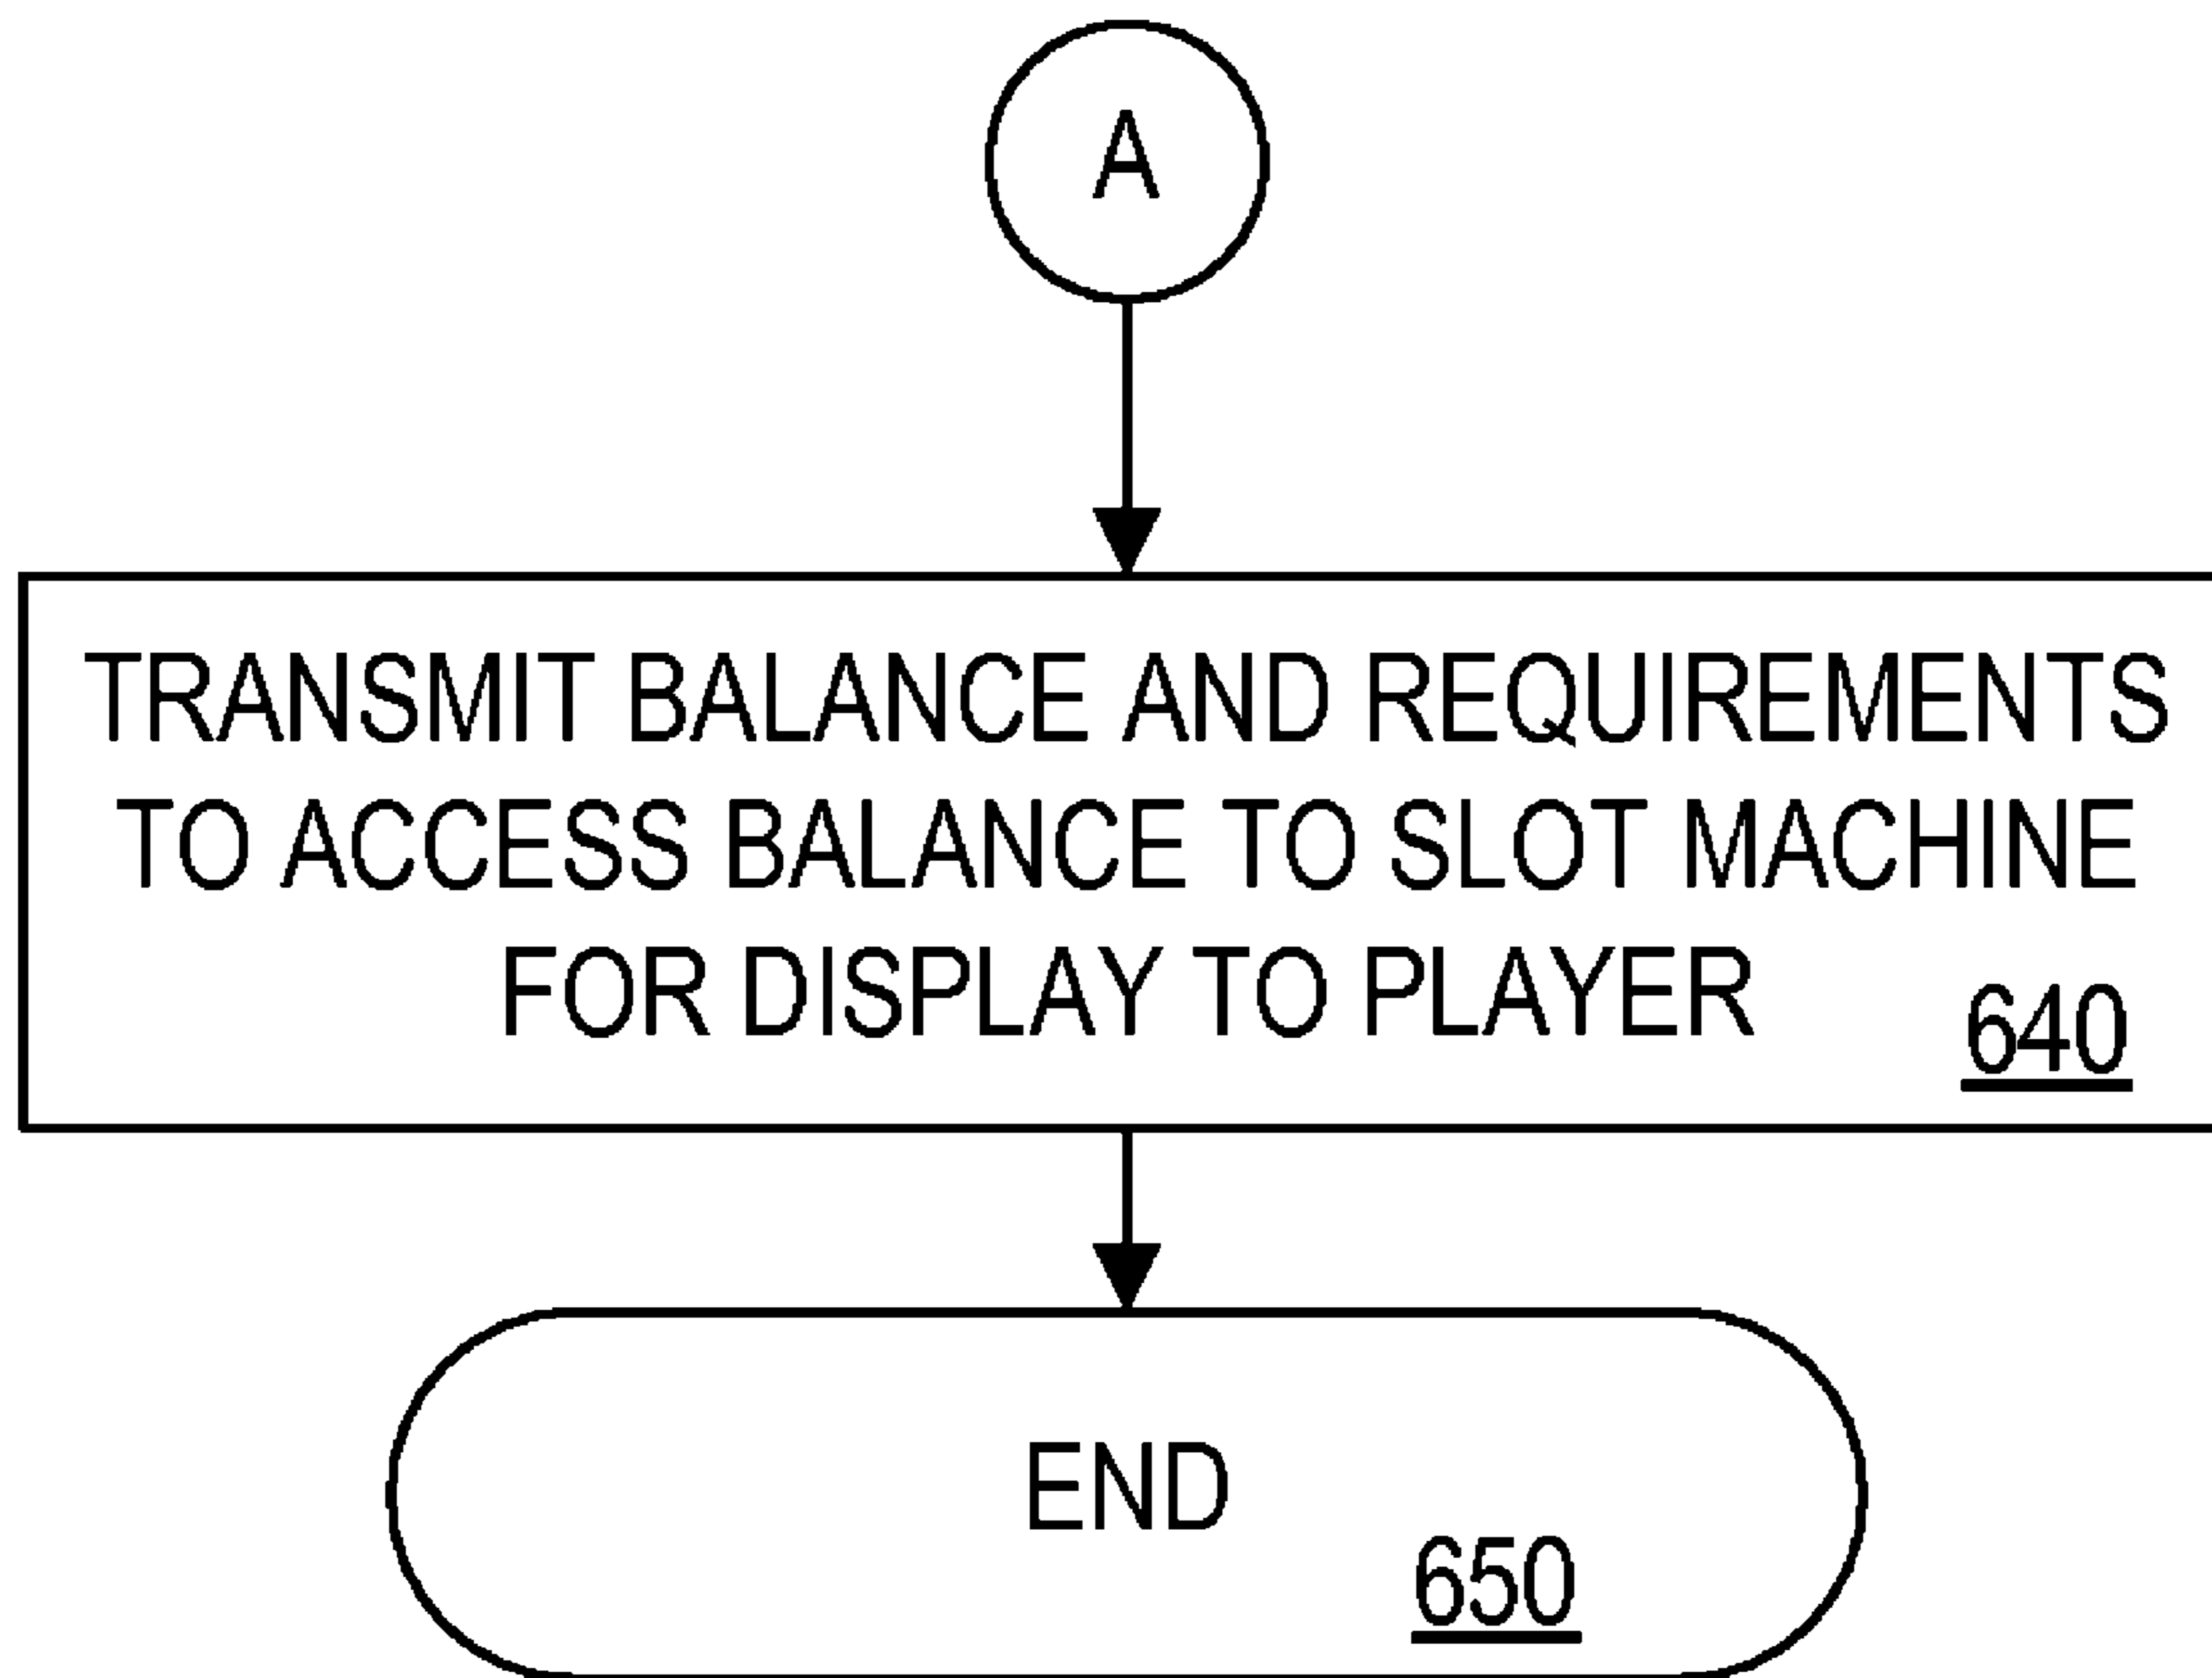 A
TRANSMIT BALANCE AND REQUIREMENTS
TO ACCESS BALANCE TO SLOT MACHINE
FOR DISPLAY TO PLAYER
640
END
650